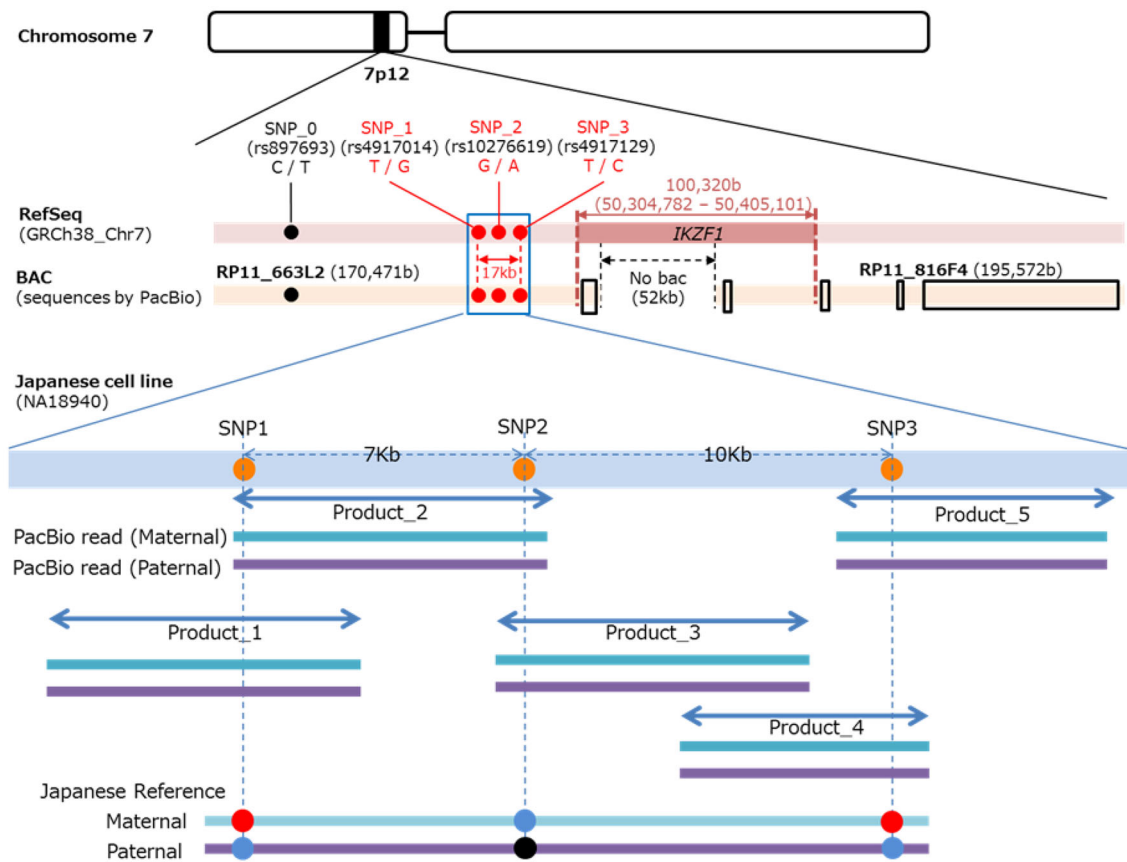 Chromosome 7
7p12
SNP_0
(rs897693)
C / T
SNP_1
(rs4917014)
T / G
SNP_2
(rs10276619)
G / A
SNP_3
(rs4917129)
T / C
100,320b
(50,304,782 – 50,405,101)
RefSeq
(GRCh38_Chr7)
IKZF1
BAC
(sequences by PacBio)
RP11_663L2 (170,471b)
17kb
No bac
(52kb)
RP11_816F4 (195,572b)
Japanese cell line
(NA18940)
SNP1
SNP2
SNP3
7Kb
10Kb
Product_2
Product_5
PacBio read (Maternal)
PacBio read (Paternal)
Product_1
Product_3
Product_4
Japanese Reference
Maternal
Paternal